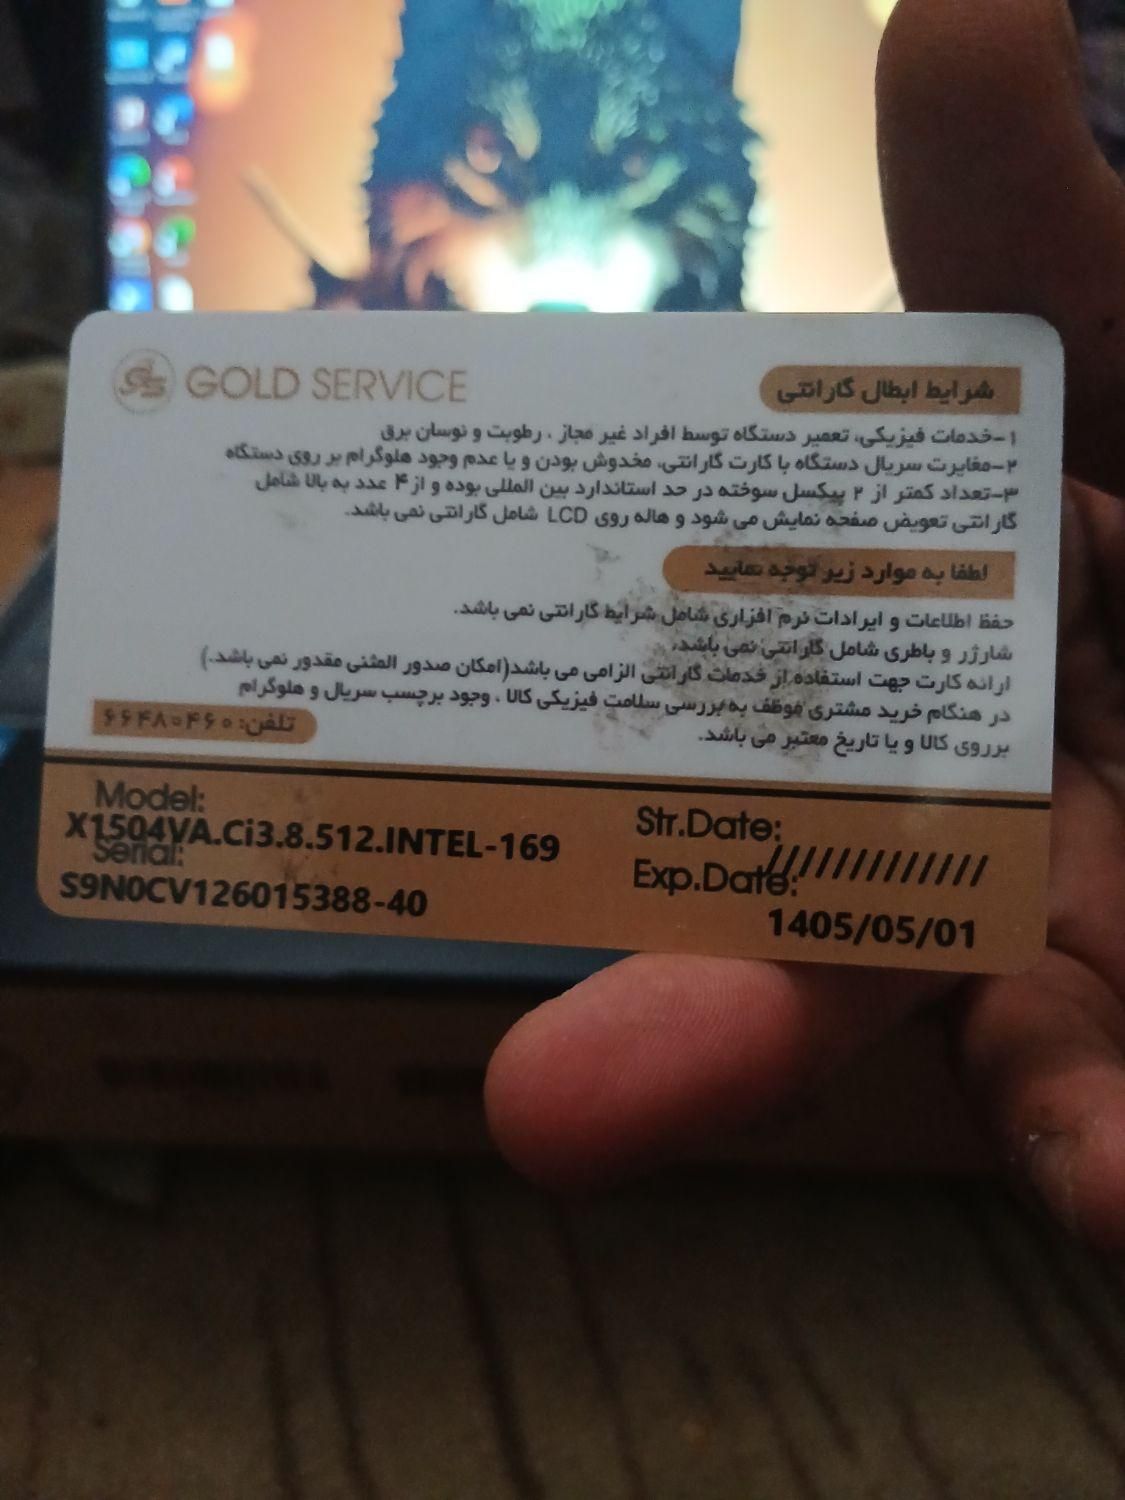 GOLD SERVICE
شرایط ابطال گارانتی
۱-خدمات فیزیکی، تعمیر دستگاه توسط افراد غیر مجاز ، رطوبت و نوسان برق
۲-مغایرت سریال دستگاه با کارت گارانتی، مخدوش بودن و یا عدم وجود هلوگرام بر روی دستگاه
۳-تعداد کمتر از ۲ پیکسل سوخته در حد استاندارد بین المللی بوده و از ۴ عدد به بالا شامل
گارانتی تعویض صفحه نمایش می شود و هاله روی LCD شامل گارانتی نمی باشد.
لطفا به موارد زیر توجه نمایید
حفظ اطلاعات و ایرادات نرم افزاری شامل شرایط گارانتی نمی باشد.
شارژر و باطری شامل گارانتی نمی باشد.
ارائه کارت جهت استفاده از خدمات گارانتی الزامی می باشد(امکان صدور المثنی مقدور نمی باشد.)
در هنگام خرید مشتری موظف به بررسی سلامت فیزیکی کالا ، وجود برچسب سریال و هلوگرام
برروی کالا و یا تاریخ معتبر می باشد.
تلفن: ۶۶۴۸۰۴۶۰
Model:
X1504VA.Ci3.8.512.INTEL-169
Serial:
S9N0CV126015388-40
Str.Date:
/////////////
Exp.Date:
1405/05/01